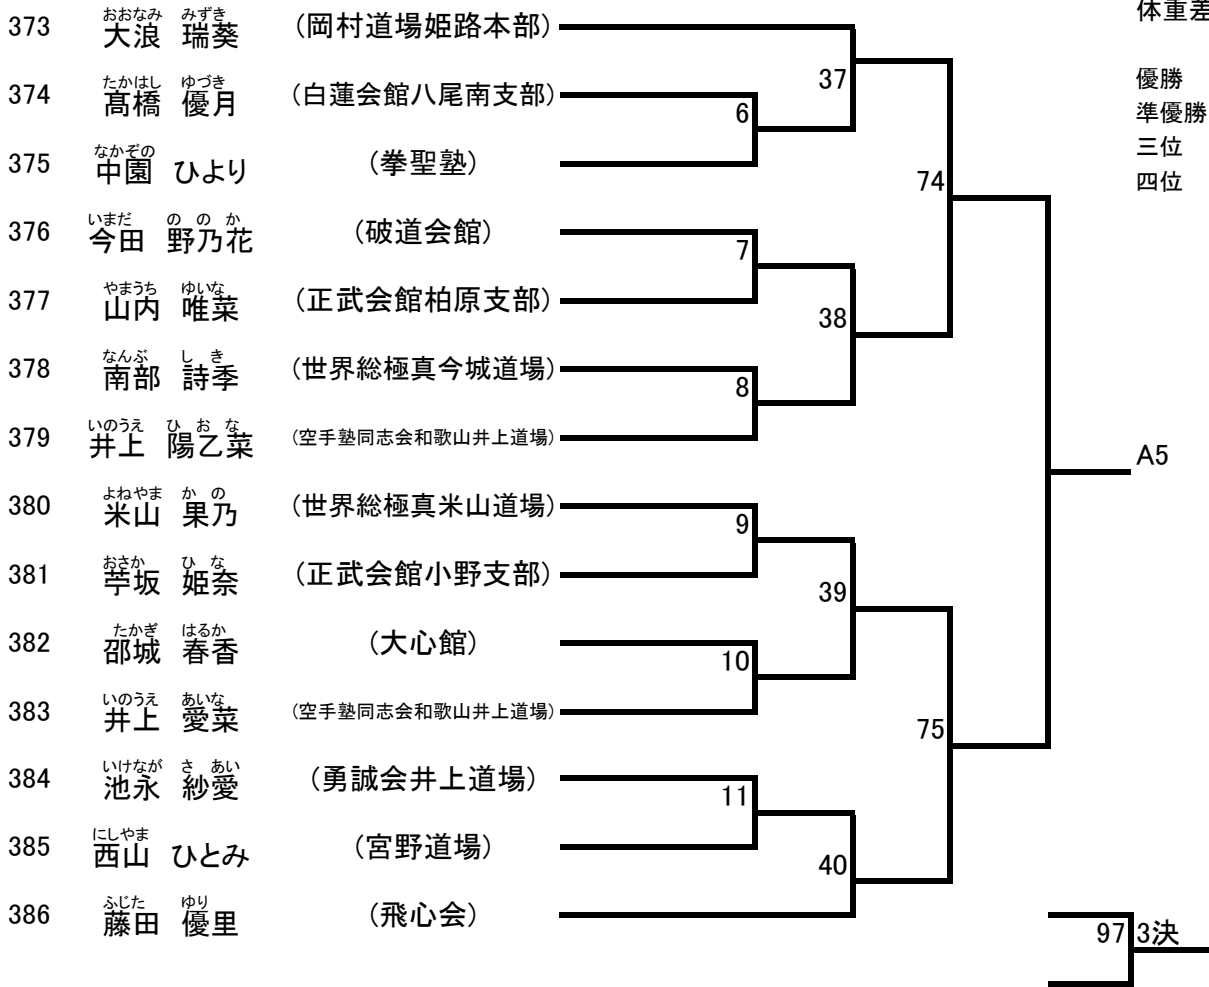 体重差
おおなみ みずき
373 大浪 瑞葵 (岡村道場姫路本部)
37
優勝
たかはし ゆづき
374 髙橋 優月 (白蓮会館八尾南支部)
6
準優勝
なかぞの
375 中園 ひより (拳聖塾)
三位
74
四位
いまだ の の か
376 今田 野乃花 (破道会館)
7
やまうち ゆいな
377 山内 唯菜 (正武会館柏原支部)
38
なんぶ し き
378 南部 詩季 (世界総極真今城道場)
8
いのうえ ひ お な
379 井上 陽乙菜 (空手塾同志会和歌山井上道場)
A5
よねやま か の
380 米山 果乃 (世界総極真米山道場)
9
おさか ひ な
381 苧坂 姫奈 (正武会館小野支部)
39
たかぎ はるか
382 邵城 春香 (大心館)
10
いのうえ あいな
383 井上 愛菜 (空手塾同志会和歌山井上道場)
75
いけなが さ あい
384 池永 紗愛 (勇誠会井上道場)
11
にしやま
385 西山 ひとみ (宮野道場)
40
ふじた ゆり
386 藤田 優里 (飛心会)
97 3決